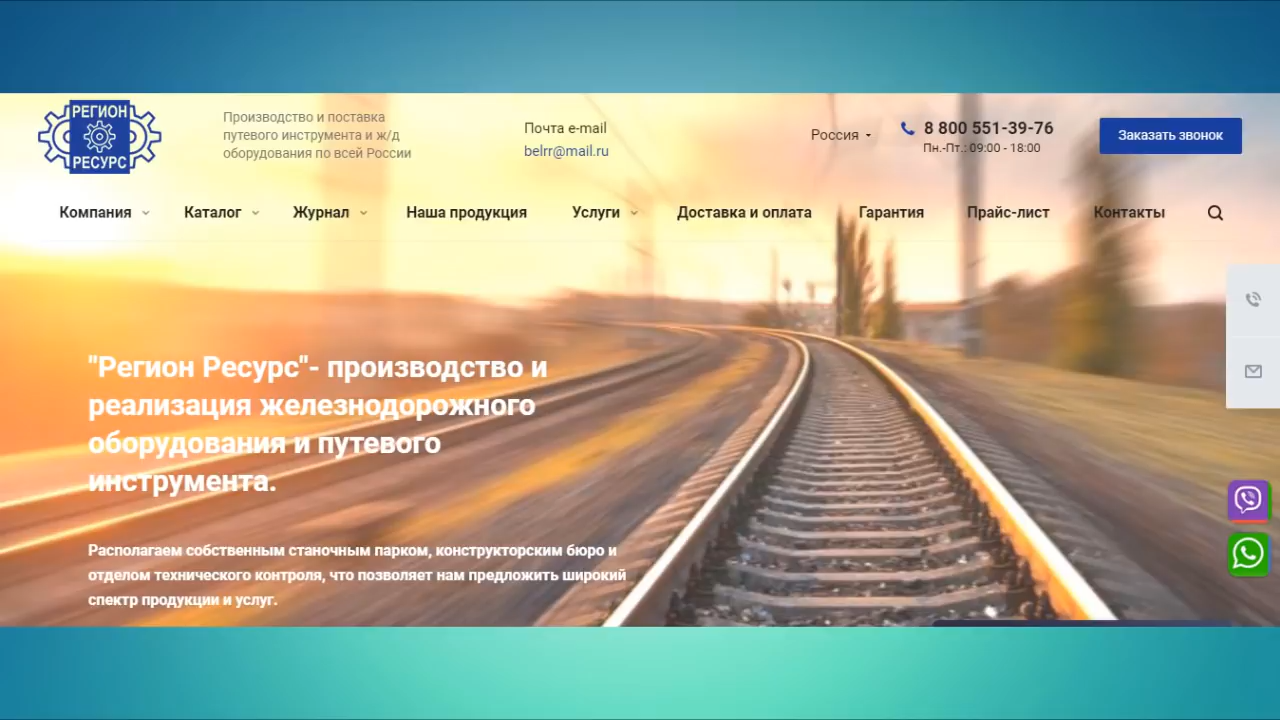 РЕГИОН
РЕСУРС
Производство и поставка
путевого инструмента и ж/д
оборудования по всей России
Почта e-mail
belrr@mail.ru
Россия
8 800 551-39-76
Пн.-Пт.: 09:00 - 18:00
Заказать звонок
Компания Каталог Журнал Наша продукция Услуги Доставка и оплата Гарантия Прайс-лист Контакты
"Регион Ресурс"- производство и
реализация железнодорожного
оборудования и путевого
инструмента.
Располагаем собственным станочным парком, конструкторским бюро и
отделом технического контроля, что позволяет нам предложить широкий
спектр продукции и услуг.